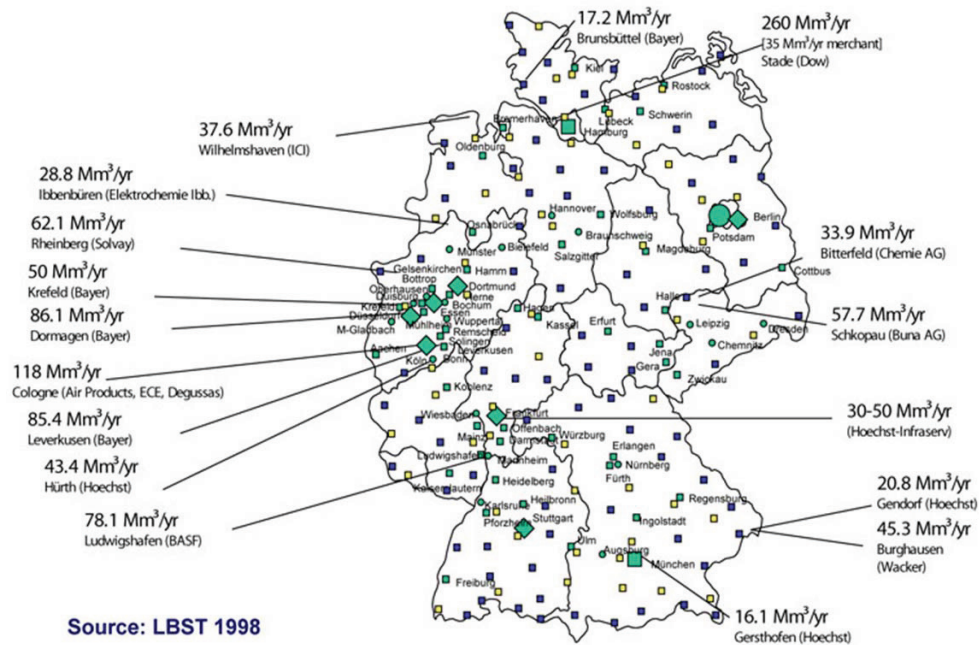 17.2 Mm³/yr
Brunsbüttel (Bayer)
260 Mm³/yr
[35 Mm³/yr merchant]
Stade (Dow)
37.6 Mm³/yr
Wilhelmshaven (ICI)
28.8 Mm³/yr
Ibbenbüren (Elektrochemie Ibb.)
62.1 Mm³/yr
Rheinberg (Solvay)
50 Mm³/yr
Krefeld (Bayer)
86.1 Mm³/yr
Dormagen (Bayer)
118 Mm³/yr
Cologne (Air Products, ECE, Degussas)
85.4 Mm³/yr
Leverkusen (Bayer)
43.4 Mm³/yr
Hürth (Hoechst)
78.1 Mm³/yr
Ludwigshafen (BASF)
33.9 Mm³/yr
Bitterfeld (Chemie AG)
57.7 Mm³/yr
Schkopau (Buna AG)
30-50 Mm³/yr
(Hoechst-Infraserv)
20.8 Mm³/yr
Gendorf (Hoechst)
45.3 Mm³/yr
Burghausen
(Wacker)
16.1 Mm³/yr
Gersthofen (Hoechst)
Kiel
Rostock
Lübeck
Schwerin
Bremerhaven
Hamburg
Oldenburg
Hannover
Wolfsburg
Berlin
Potsdam
Osnabrück
Braunschweig
Münster
Bielefeld
Salzgitter
Magdeburg
Cottbus
Gelsenkirchen
Hamm
Bottrop
Oberhausen
Dortmund
Duisburg
Herne
Krefeld
Bochum
Essen
Hagen
Düsseldorf
Mühlheim
Wuppertal
M-Gladbach
Remscheid
Solingen
Leverkusen
Aachen
Köln
Bonn
Kassel
Erfurt
Halle
Leipzig
Dresden
Chemnitz
Jena
Gera
Zwickau
Koblenz
Wiesbaden
Frankfurt
Offenbach
Mainz
Darmstadt
Würzburg
Ludwigshafen
Mannheim
Erlangen
Nürnberg
Fürth
Kaiserslautern
Heidelberg
Regensburg
Karlsruhe
Heilbronn
Pforzheim
Stuttgart
Ingolstadt
Ulm
Augsburg
München
Freiburg
Source: LBST 1998